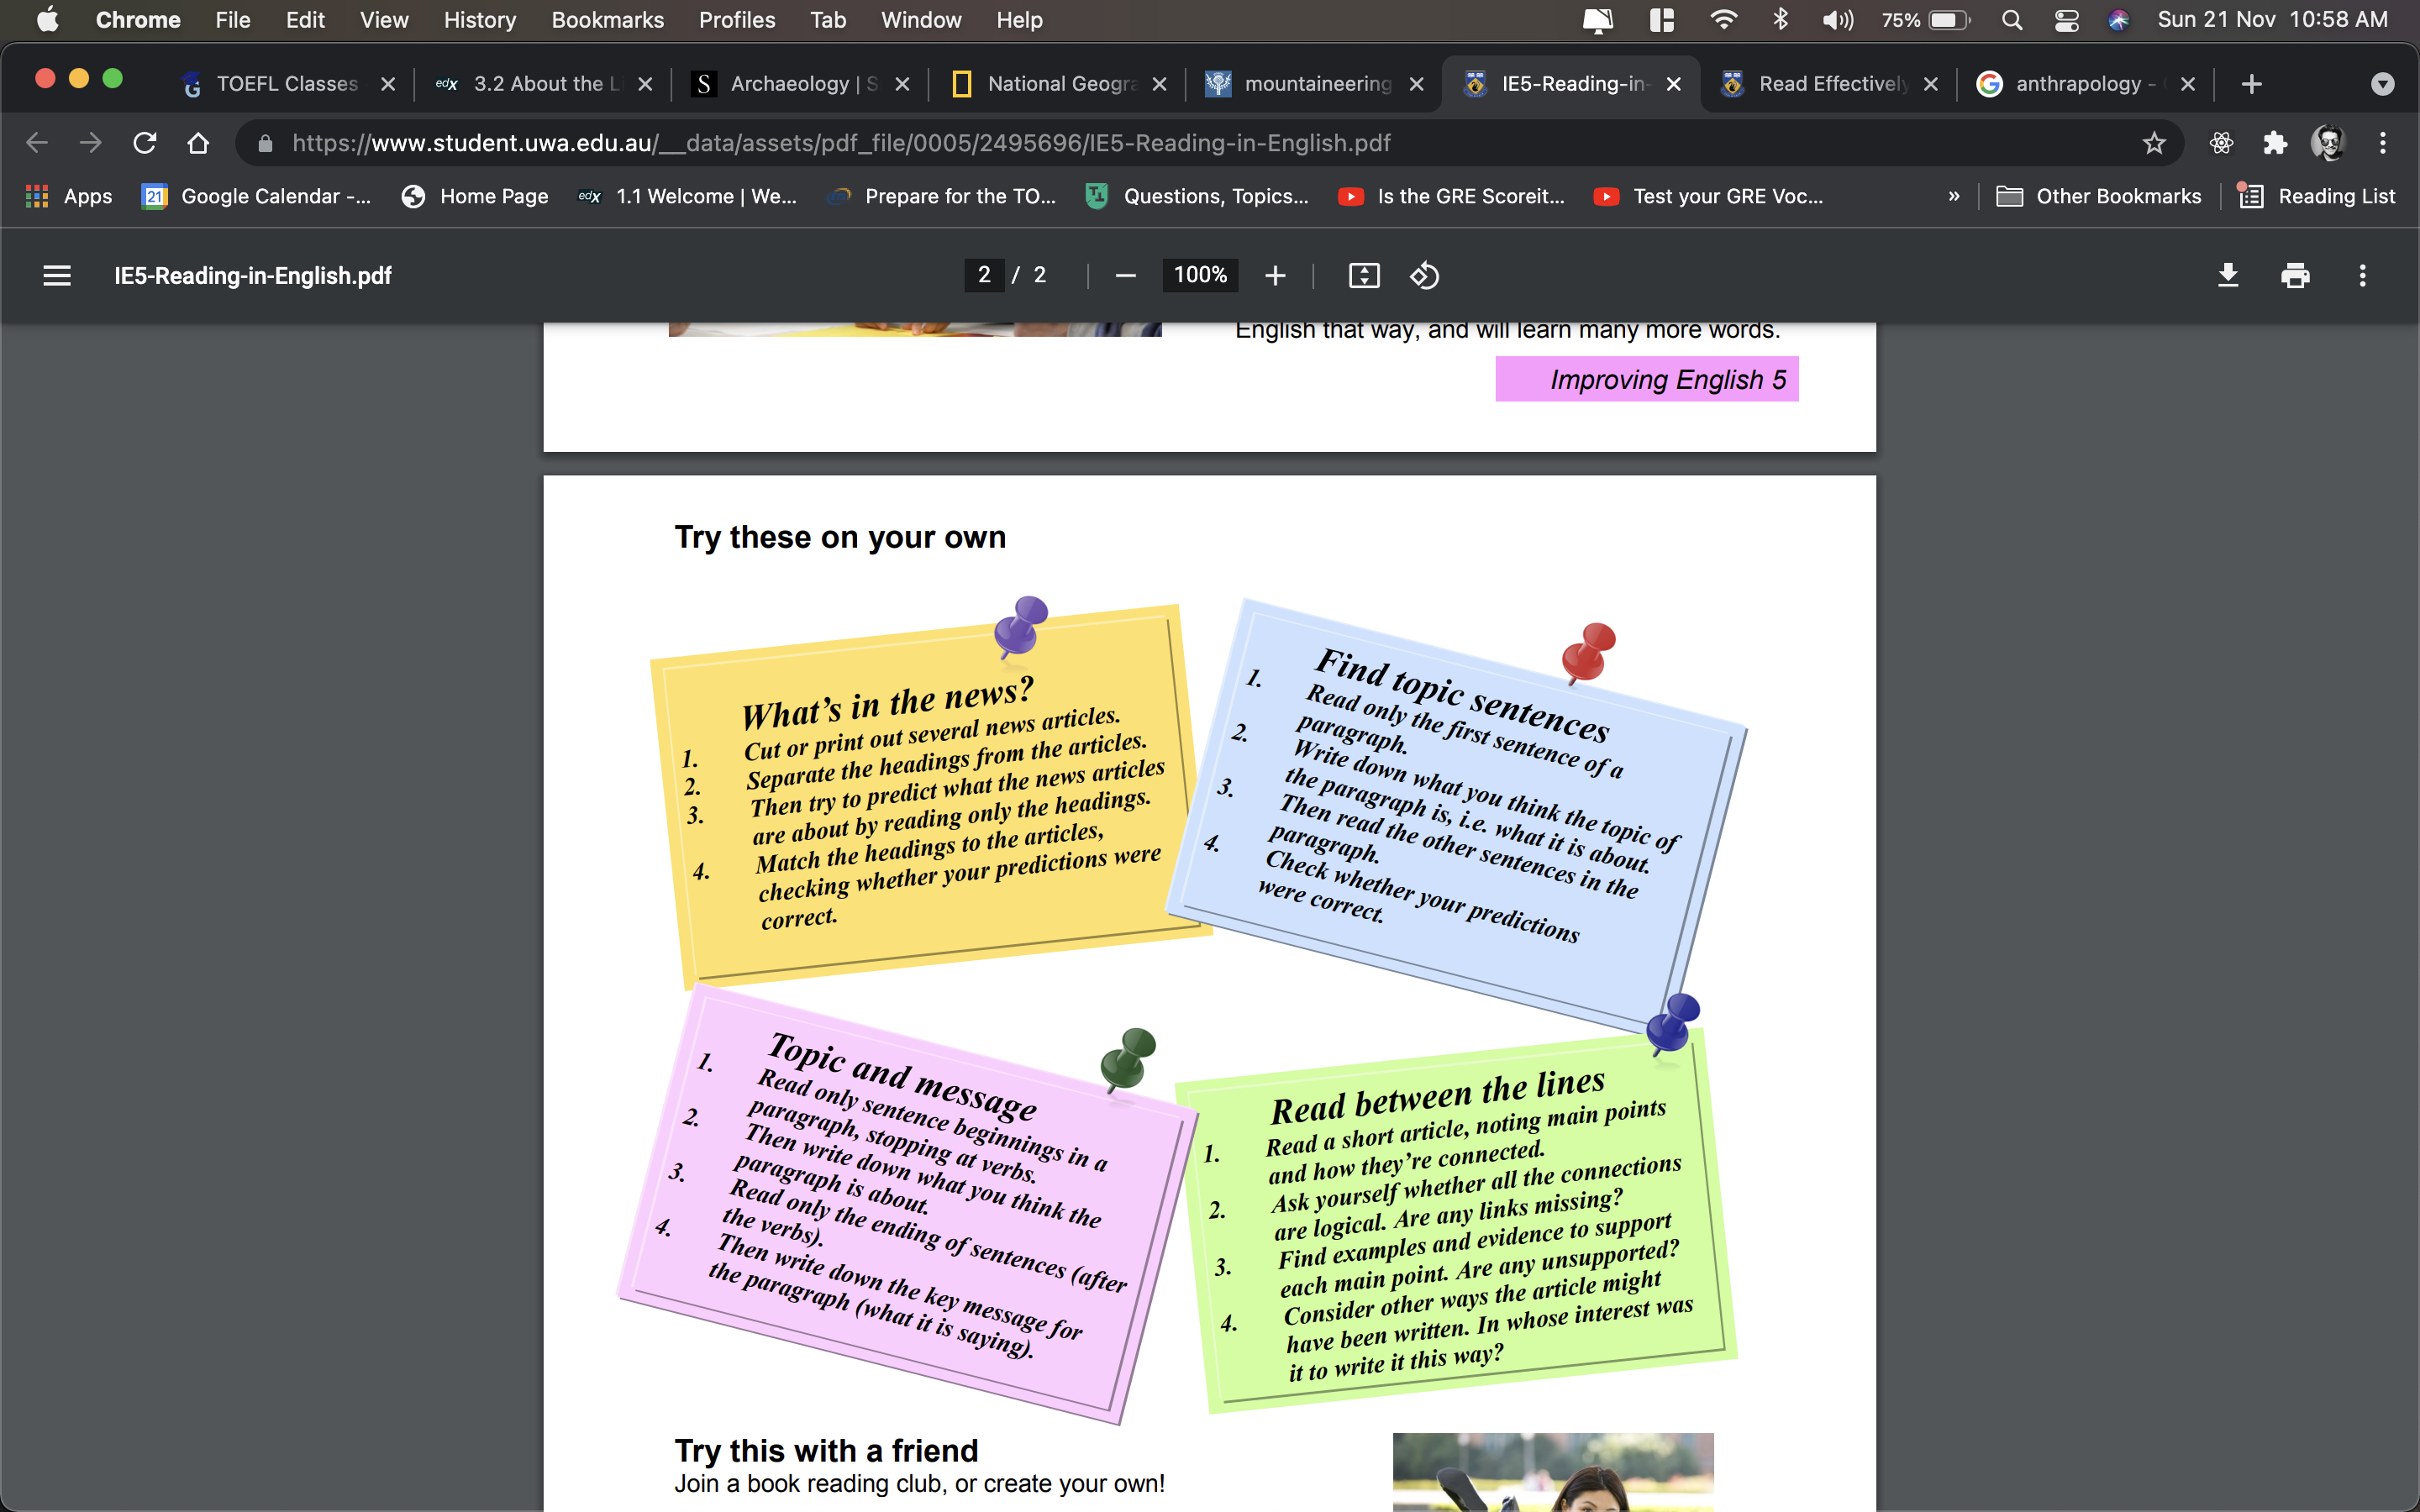 Chrome File Edit View History Bookmarks Profiles Tab Window Help 75% Sun 21 Nov 10:58 AM
TOEFL Classes 3.2 About the L Archaeology | S National Geogra mountaineering IE5-Reading-in- Read Effectively anthrapology -
https://www.student.uwa.edu.au/__data/assets/pdf_file/0005/2495696/IE5-Reading-in-English.pdf
Apps Google Calendar -... Home Page 1.1 Welcome | We... Prepare for the TO... Questions, Topics... Is the GRE Scoreit... Test your GRE Voc... » Other Bookmarks Reading List
IE5-Reading-in-English.pdf 2 / 2 100%
English that way, and will learn many more words.
Improving English 5
Try these on your own
What's in the news?
1. Cut or print out several news articles.
2. Separate the headings from the articles.
3. Then try to predict what the news articles
are about by reading only the headings.
4. Match the headings to the articles,
checking whether your predictions were
correct.
Find topic sentences
1. Read only the first sentence of a
paragraph.
2. Write down what you think the topic of
the paragraph is, i.e. what it is about.
3. Then read the other sentences in the
paragraph.
4. Check whether your predictions
were correct.
Topic and message
1. Read only sentence beginnings in a
paragraph, stopping at verbs.
2. Then write down what you think the
paragraph is about.
3. Read only the ending of sentences (after
the verbs).
4. Then write down the key message for
the paragraph (what it is saying).
Read between the lines
1. Read a short article, noting main points
and how they're connected.
2. Ask yourself whether all the connections
are logical. Are any links missing?
3. Find examples and evidence to support
each main point. Are any unsupported?
4. Consider other ways the article might
have been written. In whose interest was
it to write it this way?
Try this with a friend
Join a book reading club, or create your own!